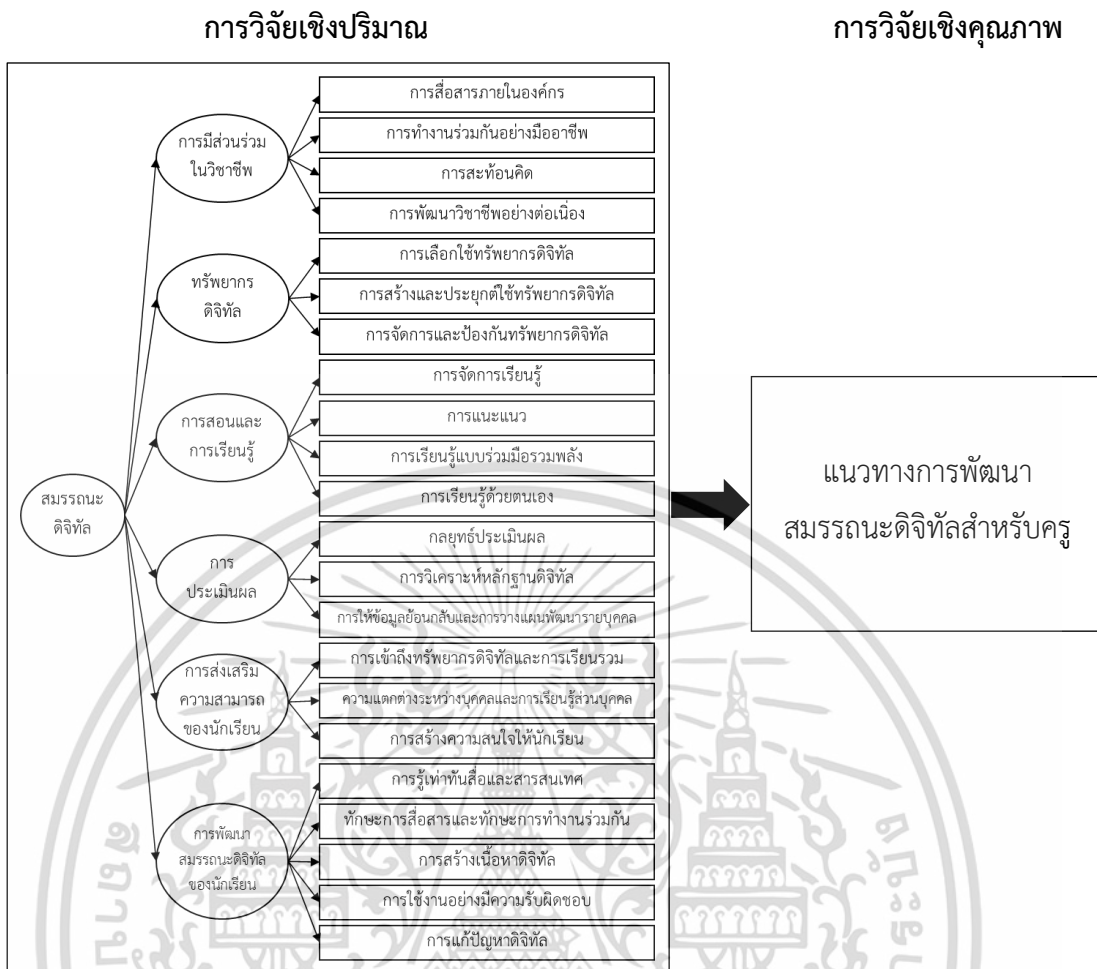 การวิจัยเชิงปริมาณ
การวิจัยเชิงคุณภาพ
สมรรถนะ
ดิจิทัล
การมีส่วนร่วม
ในวิชาชีพ
การสื่อสารภายในองค์กร
การทำงานร่วมกันอย่างมืออาชีพ
การสะท้อนคิด
การพัฒนาวิชาชีพอย่างต่อเนื่อง
ทรัพยากร
ดิจิทัล
การเลือกใช้ทรัพยากรดิจิทัล
การสร้างและประยุกต์ใช้ทรัพยากรดิจิทัล
การจัดการและป้องกันทรัพยากรดิจิทัล
การสอนและ
การเรียนรู้
การจัดการเรียนรู้
การแนะแนว
การเรียนรู้แบบร่วมมือรวมพลัง
การเรียนรู้ด้วยตนเอง
การ
ประเมินผล
กลยุทธ์ประเมินผล
การวิเคราะห์หลักฐานดิจิทัล
การให้ข้อมูลย้อนกลับและการวางแผนพัฒนารายบุคคล
การส่งเสริม
ความสามารถ
ของนักเรียน
การเข้าถึงทรัพยากรดิจิทัลและการเรียนรวม
ความแตกต่างระหว่างบุคคลและการเรียนรู้ส่วนบุคคล
การสร้างความสนใจให้นักเรียน
การพัฒนา
สมรรถนะดิจิทัล
ของนักเรียน
การรู้เท่าทันสื่อและสารสนเทศ
ทักษะการสื่อสารและทักษะการทำงานร่วมกัน
การสร้างเนื้อหาดิจิทัล
การใช้งานอย่างมีความรับผิดชอบ
การแก้ปัญหาดิจิทัล
แนวทางการพัฒนา
สมรรถนะดิจิทัลสำหรับครู